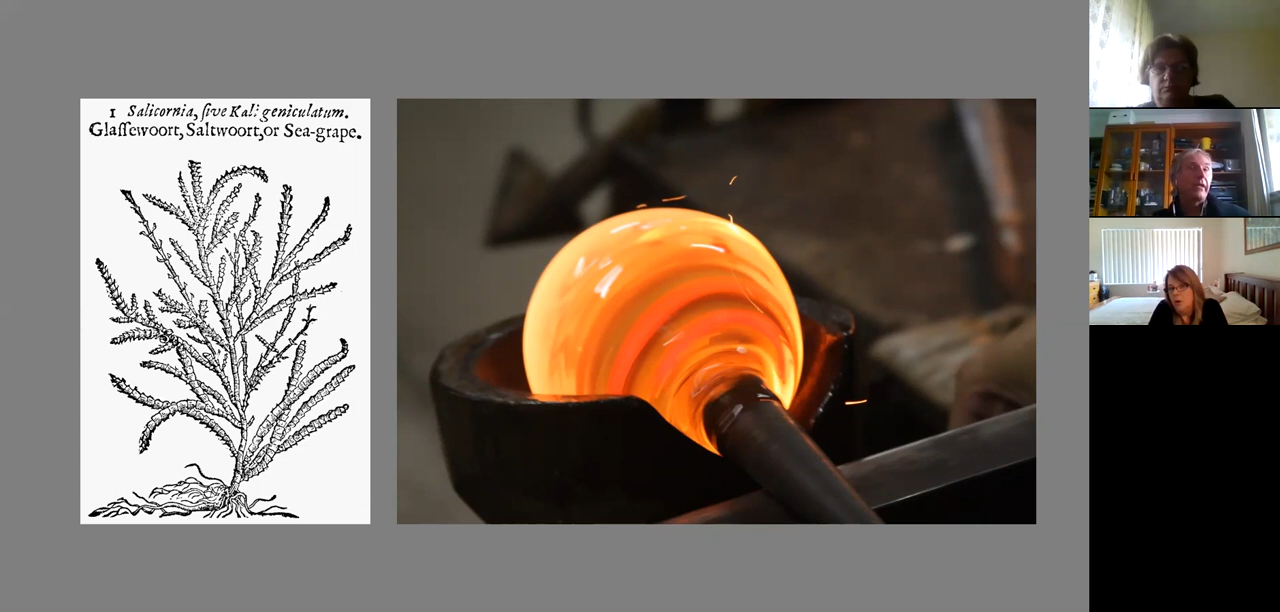 1 Salicornia, ſive Kali geniculatum.
Glaſſewoort, Saltwoort, or Sea-grape.